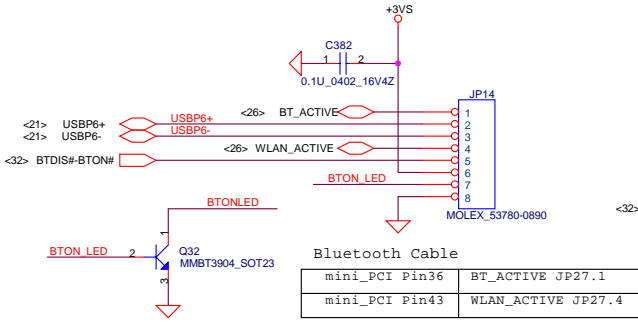 +3VS
C382
1 2
0.1U_0402_16V4Z
JP14
<26> BT_ACTIVE 1
<21> USBP6+ USBP6+ 2
<21> USBP6- USBP6- 3
<26> WLAN_ACTIVE 4
<32> BTDIS#-BTON# 5
6
BTON_LED 7
8
MOLEX_53780-0890
<32>
BTONLED
1
BTON_LED 2
Q32
MMBT3904_SOT23
3
Bluetooth Cable
mini_PCI Pin36 BT_ACTIVE JP27.1
mini_PCI Pin43 WLAN_ACTIVE JP27.4